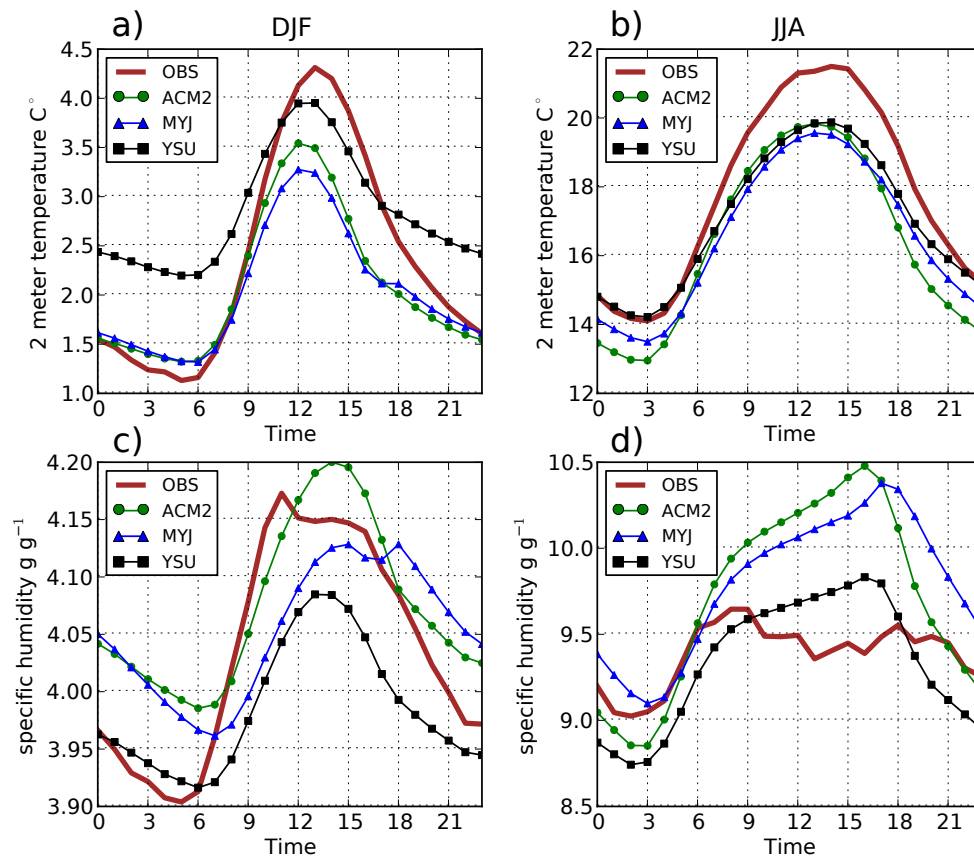 a) DJF
b) JJA
2 meter temperature C°
4.5
4.0
3.5
3.0
2.5
2.0
1.5
1.0
OBS
ACM2
MYJ
YSU
0 3 6 9 12 15 18 21
Time
2 meter temperature C°
22
20
18
16
14
12
OBS
ACM2
MYJ
YSU
0 3 6 9 12 15 18 21
Time
c)
specific humidity g g⁻¹
4.20
4.15
4.10
4.05
4.00
3.95
3.90
OBS
ACM2
MYJ
YSU
0 3 6 9 12 15 18 21
Time
d)
specific humidity g g⁻¹
10.5
10.0
9.5
9.0
8.5
OBS
ACM2
MYJ
YSU
0 3 6 9 12 15 18 21
Time